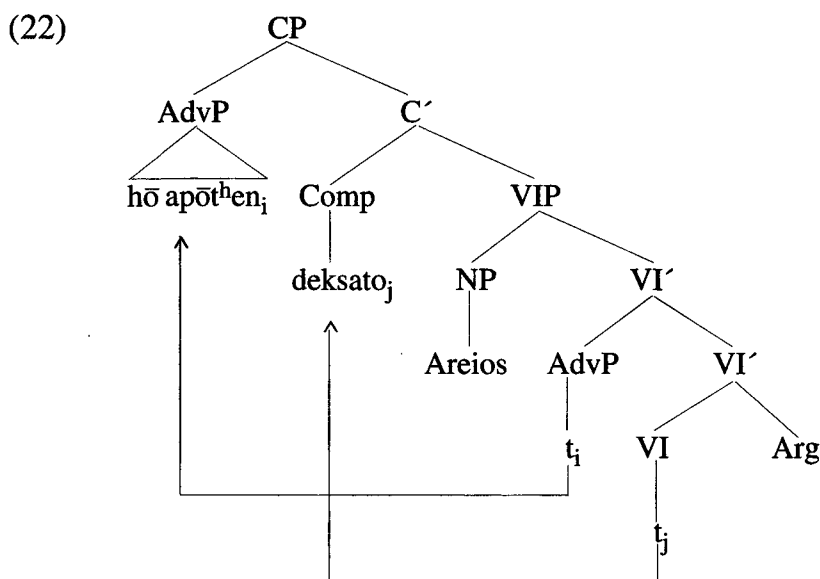 (22) CP
AdvP C´
hō apōtʰenᵢ Comp VIP
deksatoⱼ NP VI´
Areios AdvP VI´
tᵢ VI Arg
tⱼ